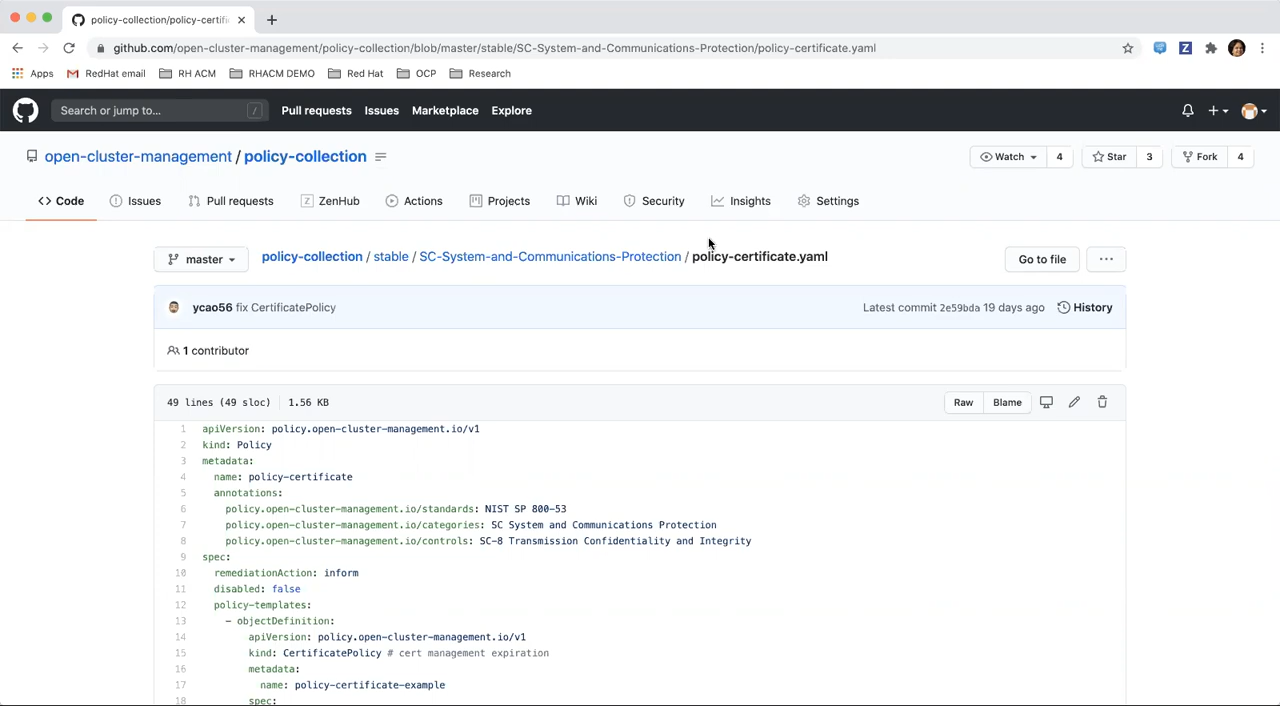 policy-collection/policy-certifi
github.com/open-cluster-management/policy-collection/blob/master/stable/SC-System-and-Communications-Protection/policy-certificate.yaml
Apps RedHat email RH ACM RHACM DEMO Red Hat OCP Research
Search or jump to... / Pull requests Issues Marketplace Explore
open-cluster-management / policy-collection Watch 4 Star 3 Fork 4
Code Issues Pull requests ZenHub Actions Projects Wiki Security Insights Settings
master policy-collection / stable / SC-System-and-Communications-Protection / policy-certificate.yaml Go to file ...
ycao56 fix CertificatePolicy Latest commit 2e59bda 19 days ago History
1 contributor
49 lines (49 sloc) 1.56 KB Raw Blame
1 apiVersion: policy.open-cluster-management.io/v1
2 kind: Policy
3 metadata:
4 name: policy-certificate
5 annotations:
6 policy.open-cluster-management.io/standards: NIST SP 800-53
7 policy.open-cluster-management.io/categories: SC System and Communications Protection
8 policy.open-cluster-management.io/controls: SC-8 Transmission Confidentiality and Integrity
9 spec:
10 remediationAction: inform
11 disabled: false
12 policy-templates:
13 - objectDefinition:
14 apiVersion: policy.open-cluster-management.io/v1
15 kind: CertificatePolicy # cert management expiration
16 metadata:
17 name: policy-certificate-example
18 spec: